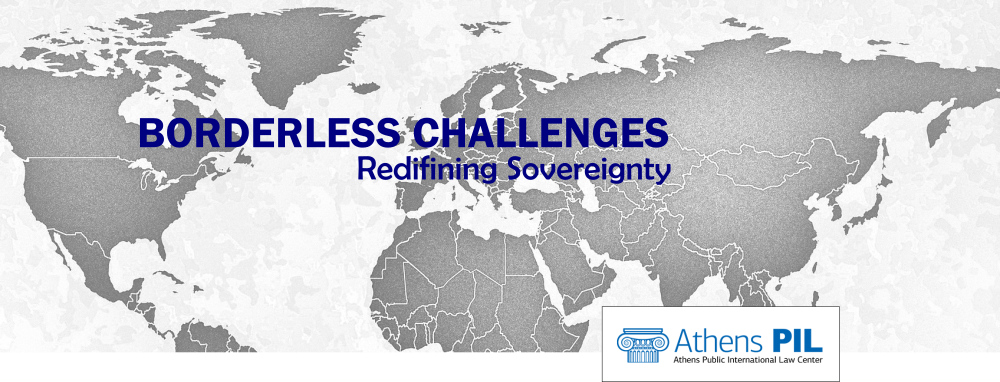 BORDERLESS CHALLENGES
Redifining Sovereignty
Athens PIL
Athens Public International Law Center